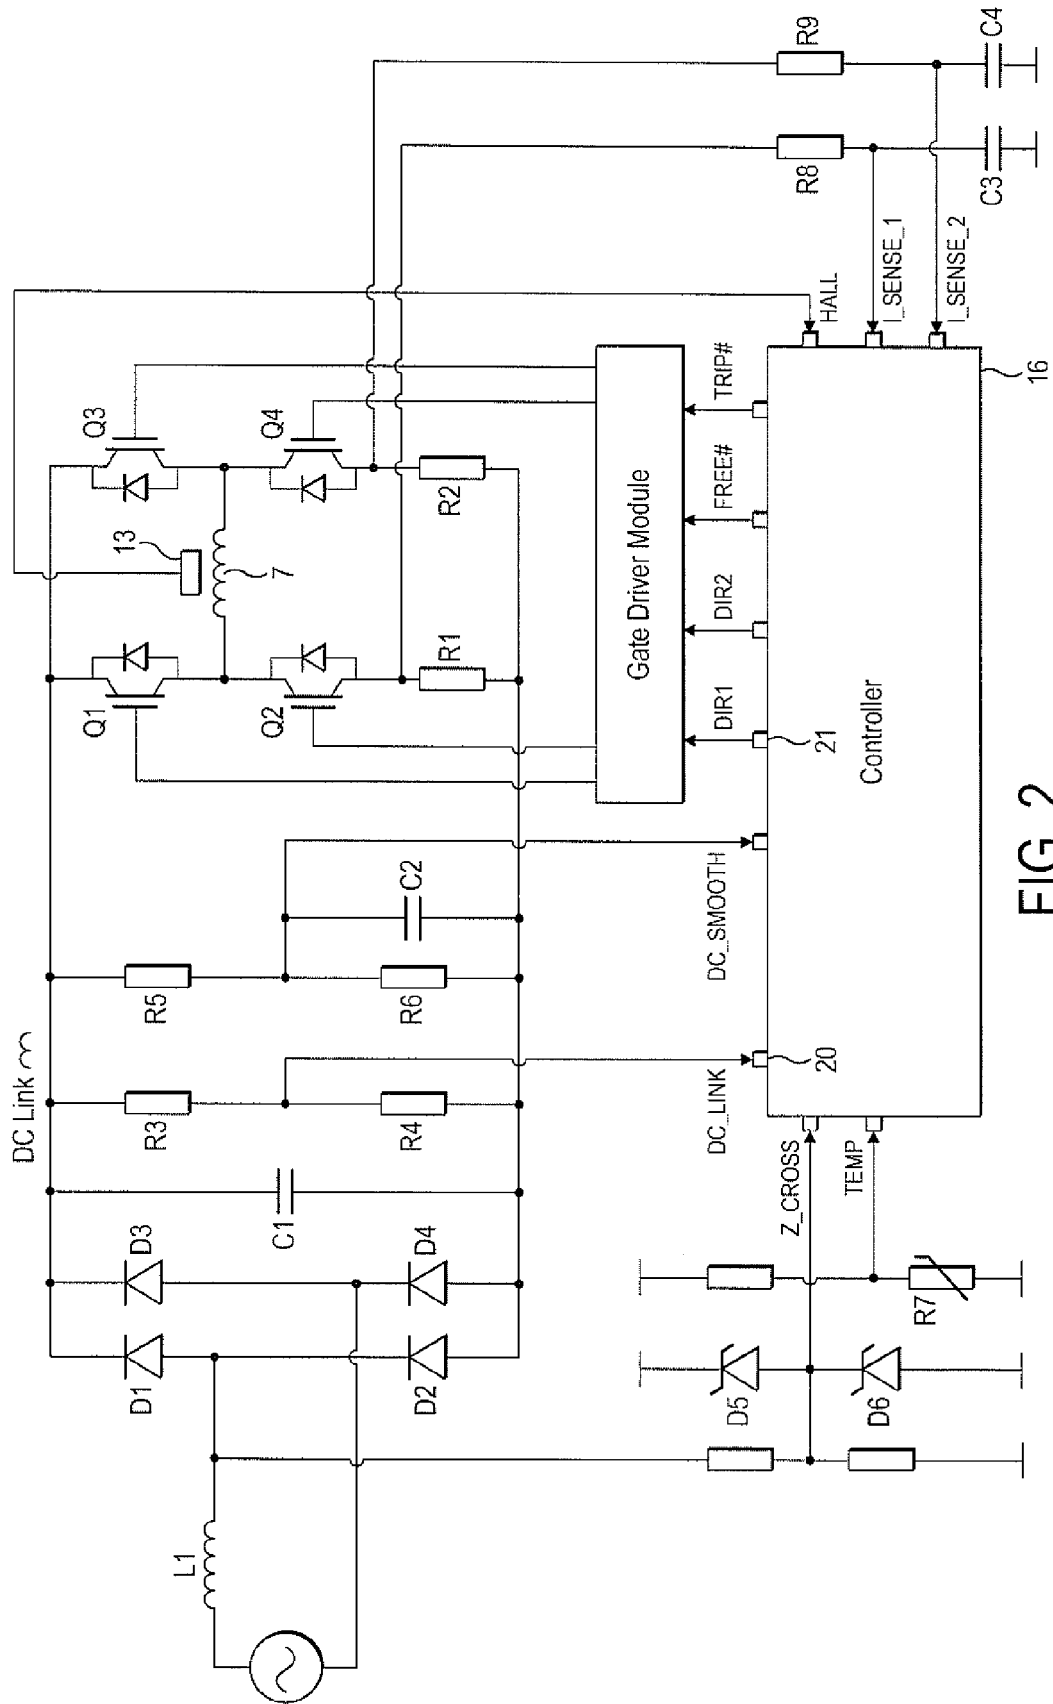 DC Link
L1
D1
D3
D2
D4
C1
R3
R4
R5
R6
C2
Q1
Q2
Q3
Q4
13
7
R1
R2
R9
R8
C4
C3
Gate Driver Module
DC_LINK
DC_SMOOTH
DIR1
DIR2
FREE#
TRIP#
HALL
I_SENSE_1
I_SENSE_2
Z_CROSS
TEMP
D5
D6
R7
20
21
16
Controller
FIG. 2